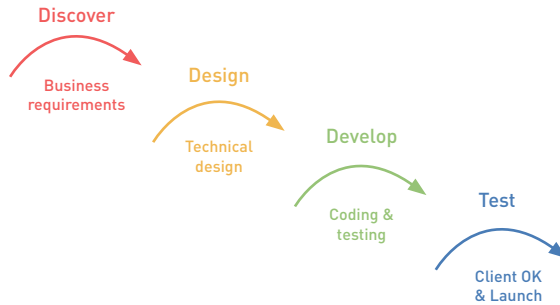 Discover
Business
requirements
Design
Technical
design
Develop
Coding &
testing
Test
Client OK
& Launch